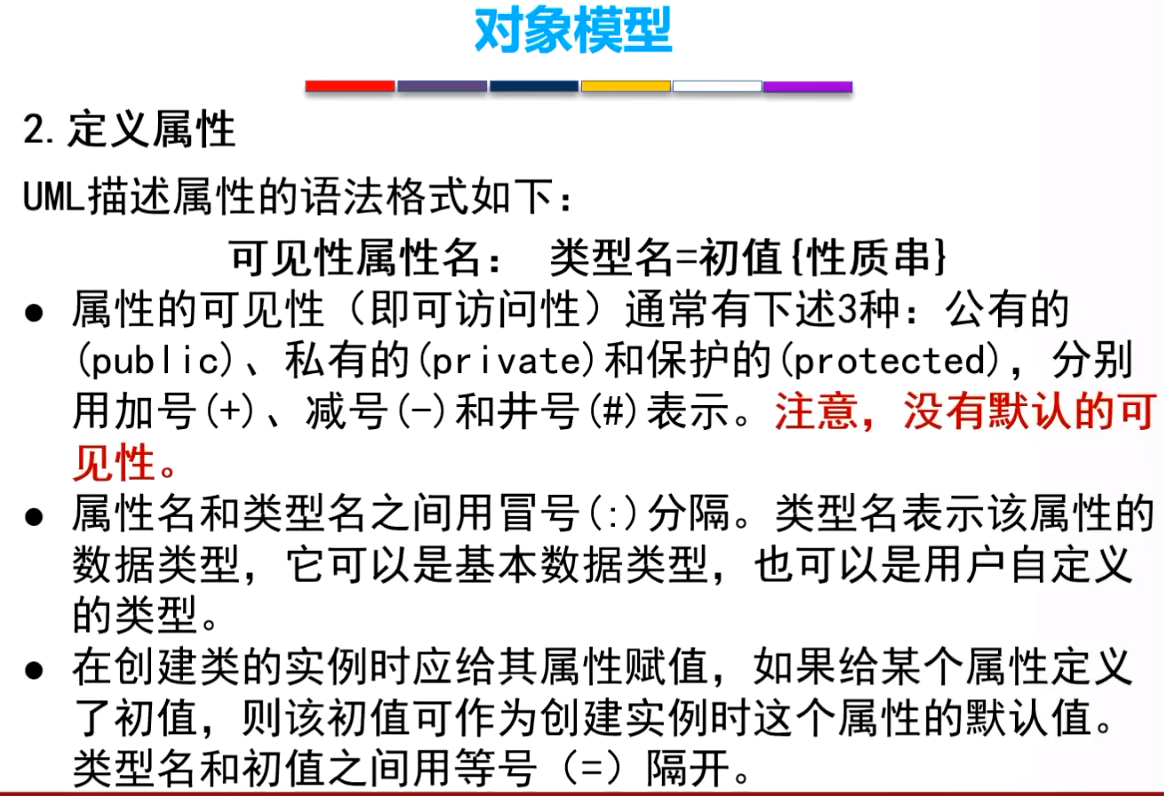 对象模型
2.定义属性
UML描述属性的语法格式如下：
可见性属性名： 类型名=初值{性质串}
● 属性的可见性（即可访问性）通常有下述3种：公有的
(public)、私有的(private)和保护的(protected)，分别
用加号(+)、减号(-)和井号(#)表示。注意，没有默认的可
见性。
● 属性名和类型名之间用冒号(:)分隔。类型名表示该属性的
数据类型，它可以是基本数据类型，也可以是用户自定义
的类型。
● 在创建类的实例时应给其属性赋值，如果给某个属性定义
了初值，则该初值可作为创建实例时这个属性的默认值。
类型名和初值之间用等号（=）隔开。